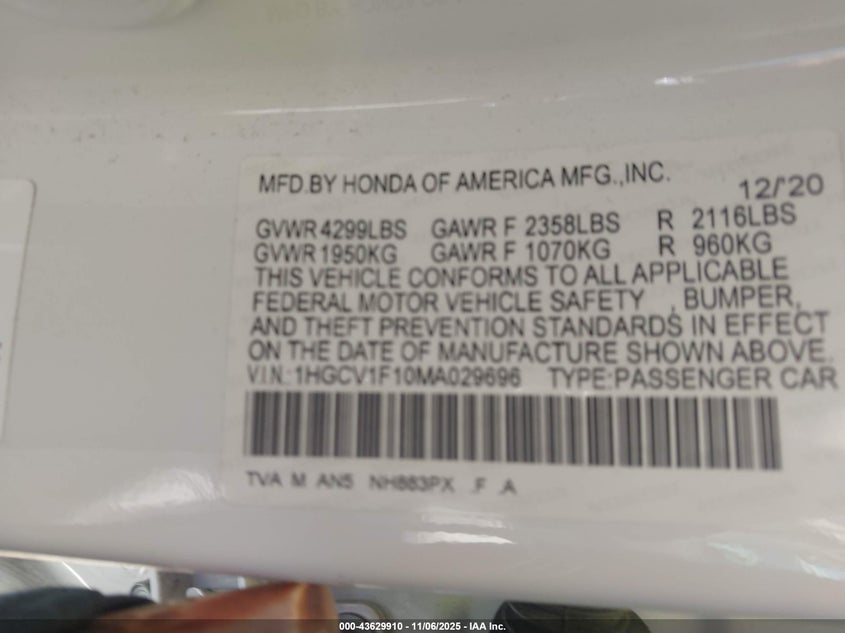 MFD.BY HONDA OF AMERICA MFG.,INC.
12/'20
GVWR 4299LBS GAWR F 2358LBS R 2116LBS
GVWR 1950KG GAWR F 1070KG R 960KG
THIS VEHICLE CONFORMS TO ALL APPLICABLE
FEDERAL MOTOR VEHICLE SAFETY , BUMPER,
AND THEFT PREVENTION STANDARDS IN EFFECT
ON THE DATE OF MANUFACTURE SHOWN ABOVE.
V.I.N.: 1HGCV1F10MA029696 TYPE:PASSENGER CAR
TVA M AN5 NH883PX .F .A
000-43629910 - 11/06/2025 - IAA Inc.